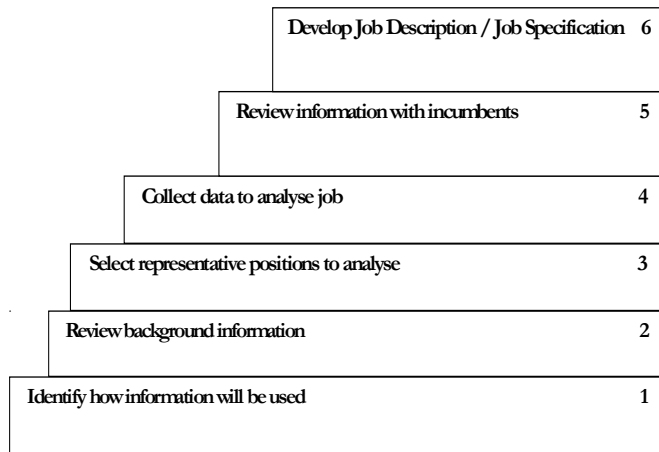 Develop Job Description / Job Specification 6
Review information with incumbents 5
Collect data to analyse job 4
Select representative positions to analyse 3
Review background information 2
Identify how information will be used 1